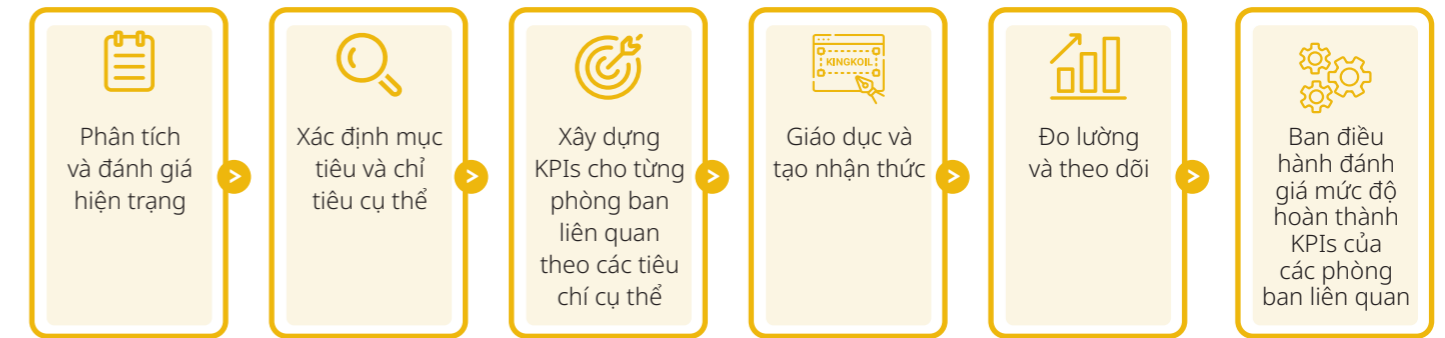 Phân tích
và đánh giá
hiện trạng
>
Xác định mục
tiêu và chỉ
tiêu cụ thể
>
Xây dựng
KPIs cho từng
phòng ban
liên quan
theo các tiêu
chí cụ thể
>
KINGKOIL
Giáo dục và
tạo nhận thức
>
Đo lường
và theo dõi
>
Ban điều
hành đánh
giá mức độ
hoàn thành
KPIs của
các phòng
ban liên quan